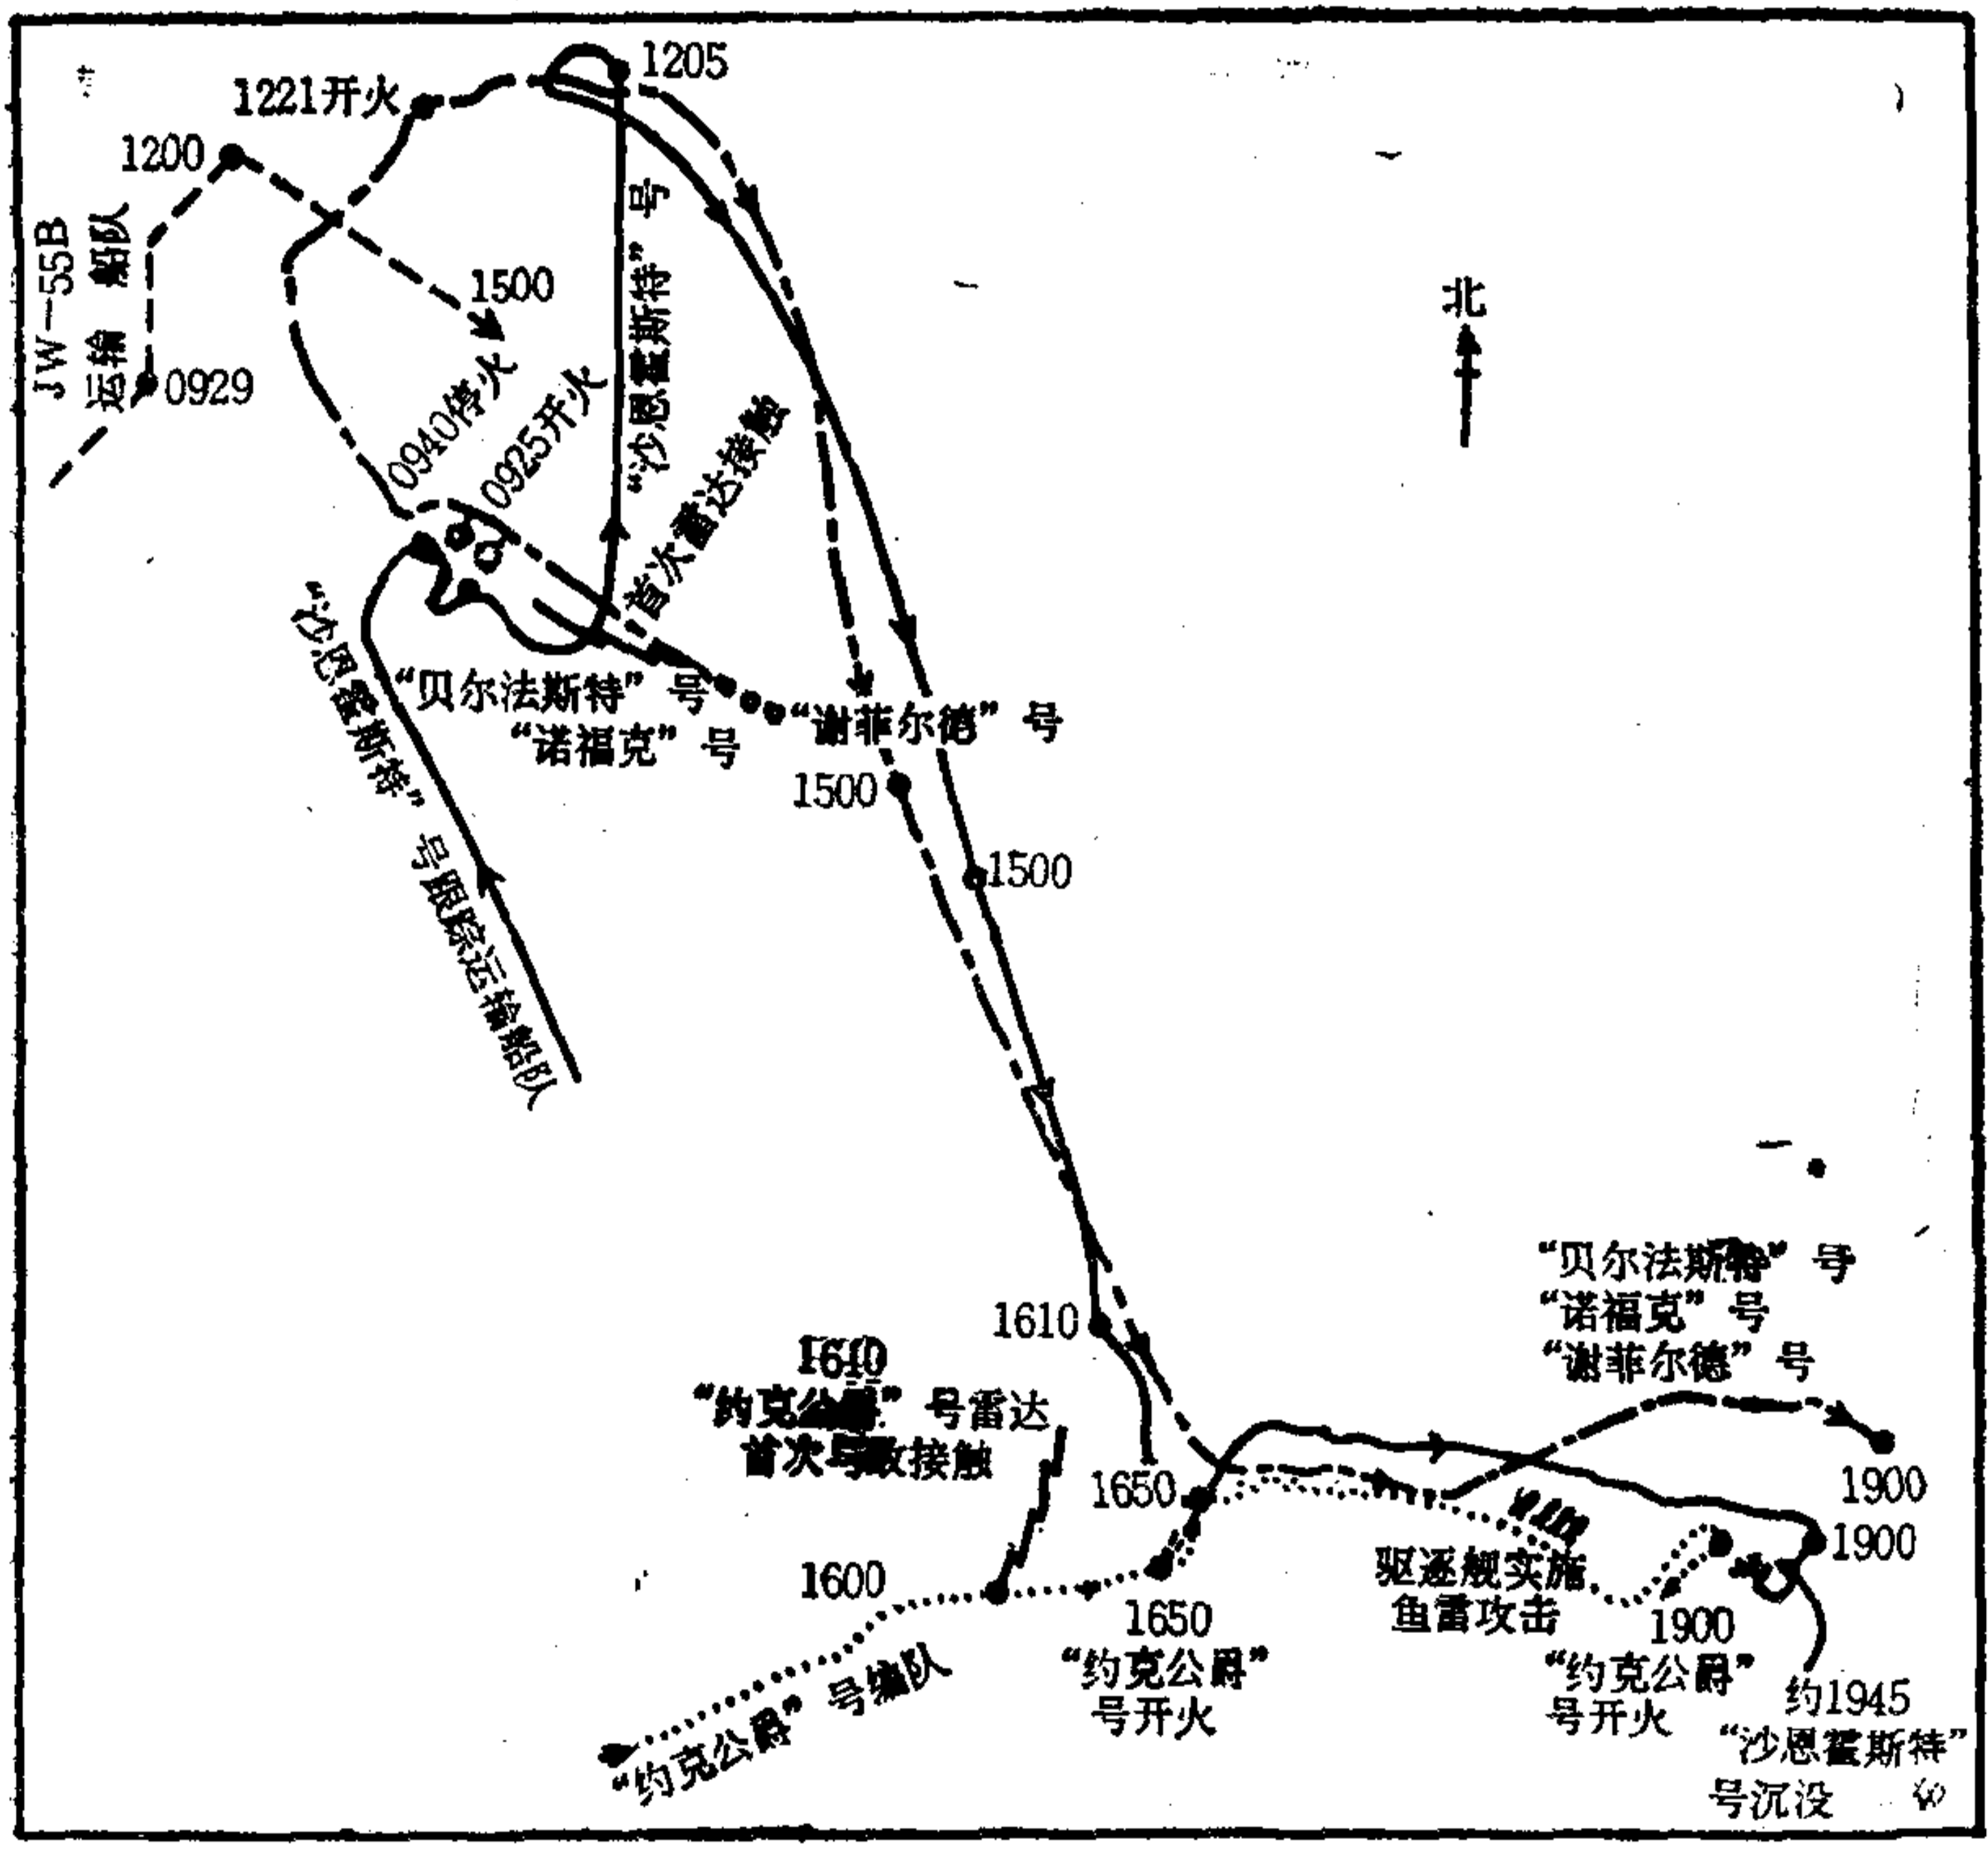 1205
1221开火
1200
JW—55B
运输 船队
0929
1500
“沙恩霍斯特” 号
北
0940停火
0925开火
首次雷达接触
“贝尔法斯特” 号
“诺福克” 号
“谢菲尔德” 号
“沙恩霍斯特” 号跟踪运输船队
1500
1500
“贝尔法斯特” 号
“诺福克” 号
“谢菲尔德” 号
1610
“约克公爵” 号雷达
首次与敌接触
1650
1900
1900
1600
1650
“约克公爵”
号开火
驱逐舰实施
鱼雷攻击
1900
“约克公爵”
号开火
“约克公爵” 号编队
约1945
“沙恩霍斯特”
号沉没